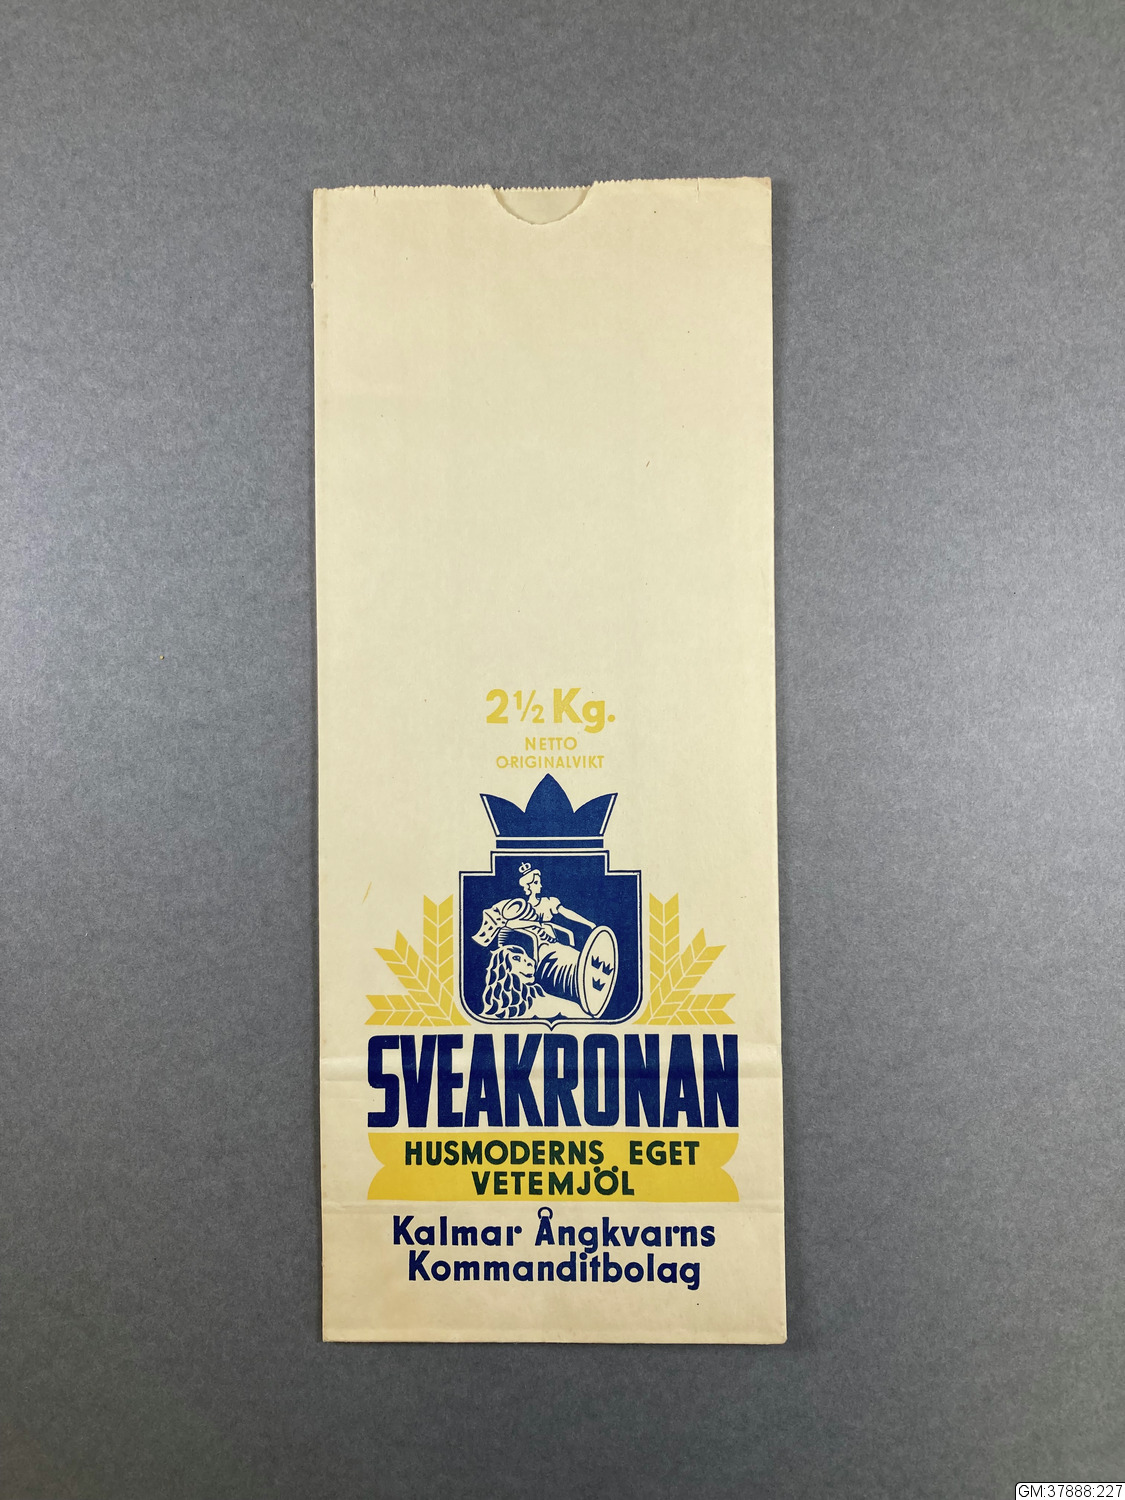 2½ Kg.
NETTO
ORIGINALVIKT
SVEAKRONAN
HUSMODERNS EGET
VETEMJÖL
Kalmar Ångkvarns
Kommanditbolag
GM:37888:227